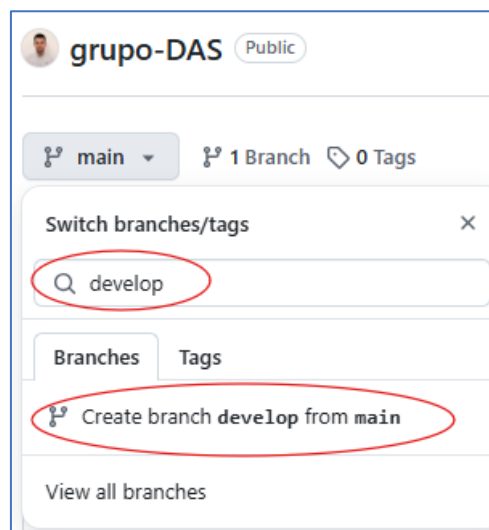 grupo-DAS Public
main 1 Branch 0 Tags
Switch branches/tags
develop
Branches Tags
Create branch develop from main
View all branches